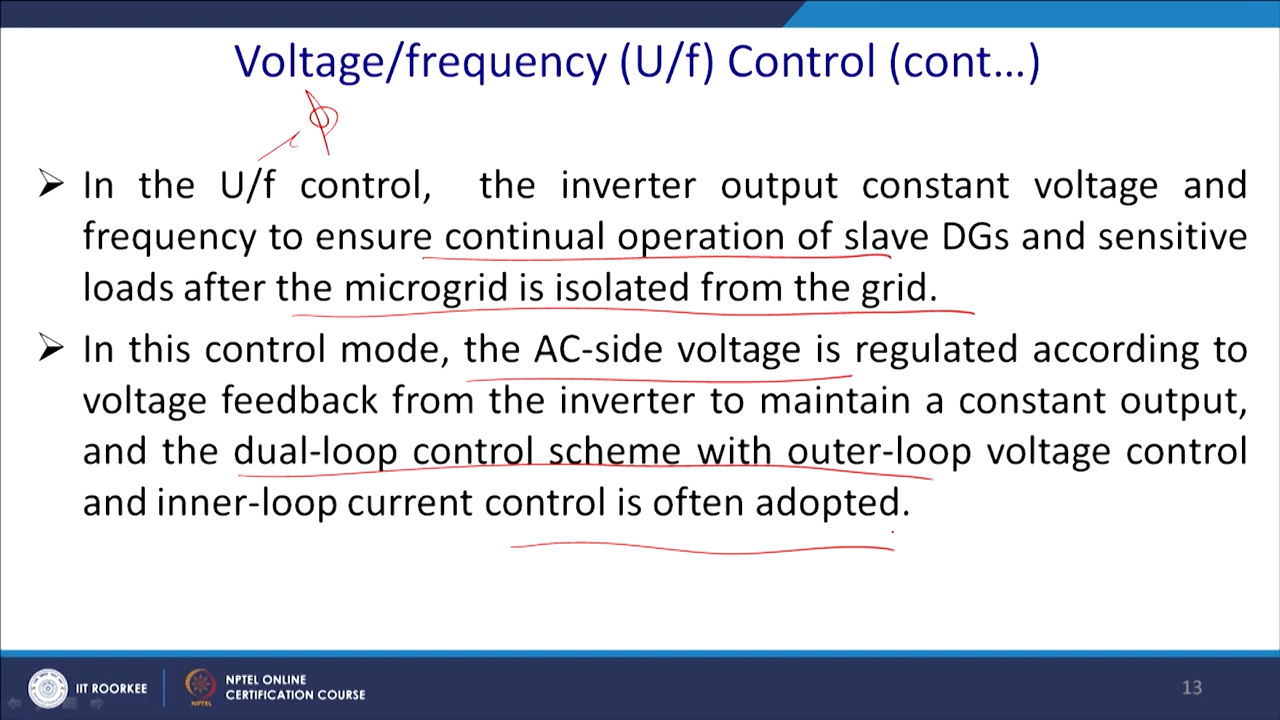 Voltage/frequency (U/f) Control (cont...)
➢ In the U/f control, the inverter output constant voltage and
frequency to ensure continual operation of slave DGs and sensitive
loads after the microgrid is isolated from the grid.
➢ In this control mode, the AC-side voltage is regulated according to
voltage feedback from the inverter to maintain a constant output,
and the dual-loop control scheme with outer-loop voltage control
and inner-loop current control is often adopted.
IIT ROORKEE
NPTEL
NPTEL ONLINE
CERTIFICATION COURSE
13